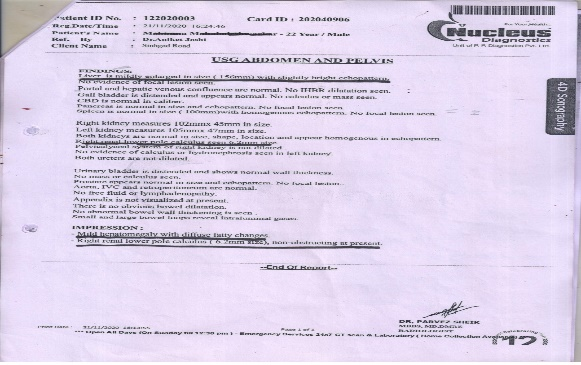 Patient ID No. : 122020003 Card ID : 202040906
Reg.Date/Time : 21/11/2020 16:24:46
Patient's Name : - 22 Year / Male
Ref. By : Dr.Aniket Joshi
Client Name : Sinhgad Road
For Your Health...
Nucleus
Diagnostics
Unit of P. P. Diagnostics Pvt. Ltd.
USG ABDOMEN AND PELVIS
FINDINGS:
Liver is mildly enlarged in size ( 156mm) with slightly bright echopattern.
No evidence of focal lesion seen.
Portal and hepatic venous confluence are normal. No IHBR dilatation seen.
Gall bladder is distended and appears normal. No calculus or mass seen.
CBD is normal in caliber.
Pancreas is normal in size and echopattern. No focal lesion seen.
Spleen is normal in size ( 100mm)with homogenous echopattern. No focal lesion seen.
Right kidney measures 102mmx 45mm in size.
Left kidney measures 105mmx 47mm in size.
Both kidneys are normal in size, shape, location and appear homogenous in echopattern.
Right renal lower pole calculus seen 6.2mm size.
Pelvicalyceal system of right kidney is not dilated.
No evidence of calculus or hydronephrosis seen in left kidney.
Both ureters are not dilated.
Urinary bladder is distended and shows normal wall thickness.
No mass or calculus seen.
Prostate appears normal in size and echopattern. No focal lesion.
Aorta, IVC and retroperitoneum are normal.
No free fluid or lymphadenopathy.
Appendix is not visualized at present.
There is no obvious bowel dilatation.
No abnormal bowel wall thickening is seen.
Small and large bowel loops reveal intraluminal gases.
IMPRESSION :
- Mild hepatomegaly with diffuse fatty changes.
- Right renal lower pole calculus ( 6.2mm size), non-obstructing at present.
--End Of Report--
DR. PARVEZ SHEIK
RADIOLOGIST
Print Date : 21/11/2020
Page 1 of 1
*** Open All Days (On Sunday till 12:30 pm ) - Emergency Services 24x7 CT Scan & Laboratory ( Home Collection
4D Sonography